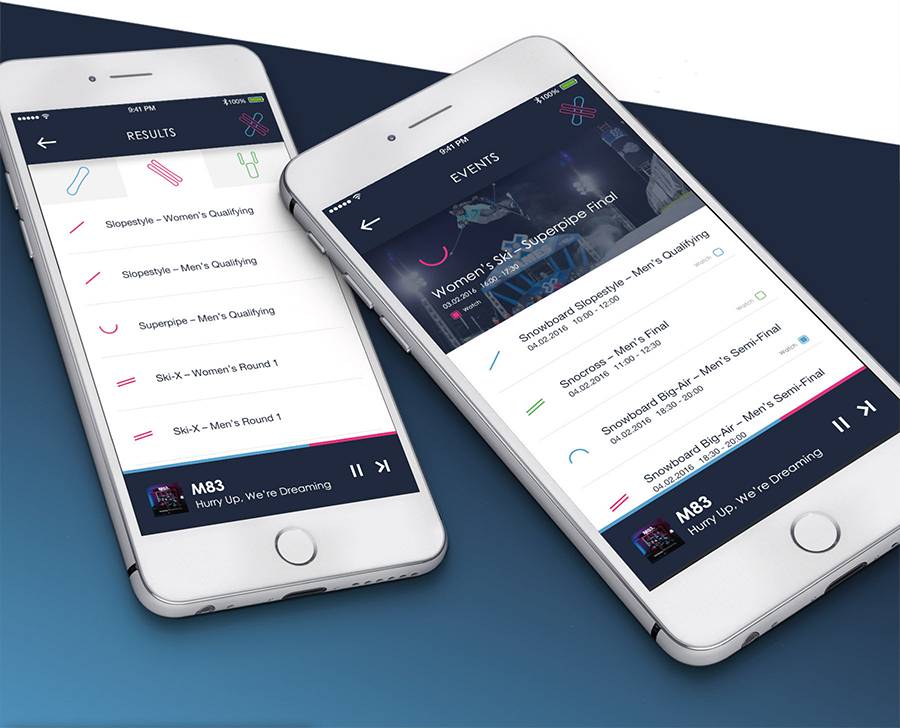 9:41 PM
100%
RESULTS
Slopestyle – Women's Qualifying
Slopestyle – Men's Qualifying
Superpipe – Men's Qualifying
Ski-X – Women's Round 1
Ski-X – Men's Round 1
M83
Hurry Up, We're Dreaming
9:41 PM
100%
EVENTS
Women's Ski – Superpipe Final
03.02.2016 16:00 - 17:30
Watch
Snowboard Slopestyle – Men's Qualifying
04.02.2016 10:00 - 12:00
Watch
Snocross – Men's Final
04.02.2016 11:00 - 12:30
Watch
Snowboard Big-Air – Men's Semi-Final
04.02.2016 18:30 - 20:00
Watch
Snowboard Big-Air – Men's Semi-Final
04.02.2016 18:30 - 20:00
M83
Hurry Up, We're Dreaming